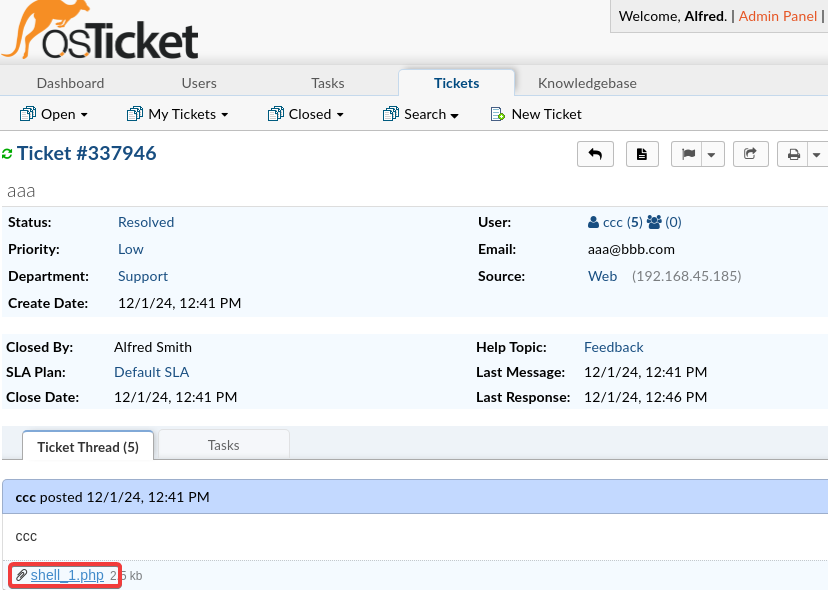 Welcome, Alfred. | Admin Panel |
osTicket
Dashboard Users Tasks Tickets Knowledgebase
Open My Tickets Closed Search New Ticket
Ticket #337946
aaa
Status: Resolved User: ccc (5) (0)
Priority: Low Email: aaa@bbb.com
Department: Support Source: Web (192.168.45.185)
Create Date: 12/1/24, 12:41 PM
Closed By: Alfred Smith Help Topic: Feedback
SLA Plan: Default SLA Last Message: 12/1/24, 12:41 PM
Close Date: 12/1/24, 12:41 PM Last Response: 12/1/24, 12:46 PM
Ticket Thread (5) Tasks
ccc posted 12/1/24, 12:41 PM
ccc
shell_1.php 2.5 kb